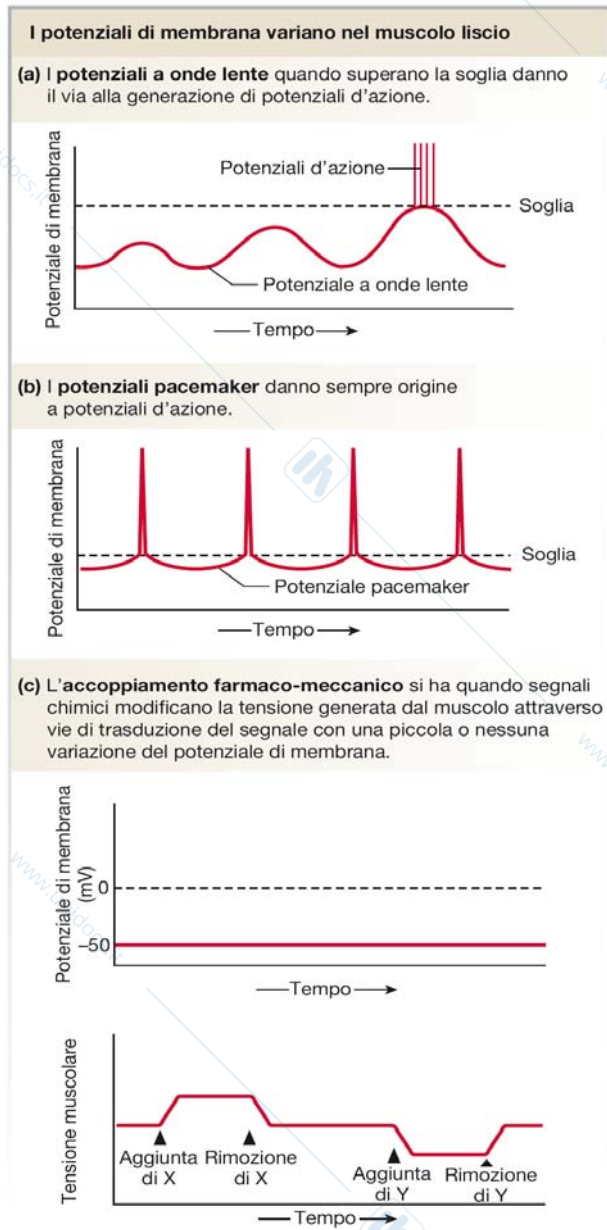 I potenziali di membrana variano nel muscolo liscio
(a) I potenziali a onde lente quando superano la soglia danno
il via alla generazione di potenziali d'azione.
Potenziale di membrana
Potenziali d'azione
Soglia
Potenziale a onde lente
Tempo
(b) I potenziali pacemaker danno sempre origine
a potenziali d'azione.
Potenziale di membrana
Soglia
Potenziale pacemaker
Tempo
(c) L'accoppiamento farmaco-meccanico si ha quando segnali
chimici modificano la tensione generata dal muscolo attraverso
vie di trasduzione del segnale con una piccola o nessuna
variazione del potenziale di membrana.
Potenziale di membrana
(mV)
0
–50
Tempo
Tensione muscolare
Aggiunta
di X
Rimozione
di X
Aggiunta
di Y
Rimozione
di Y
Tempo